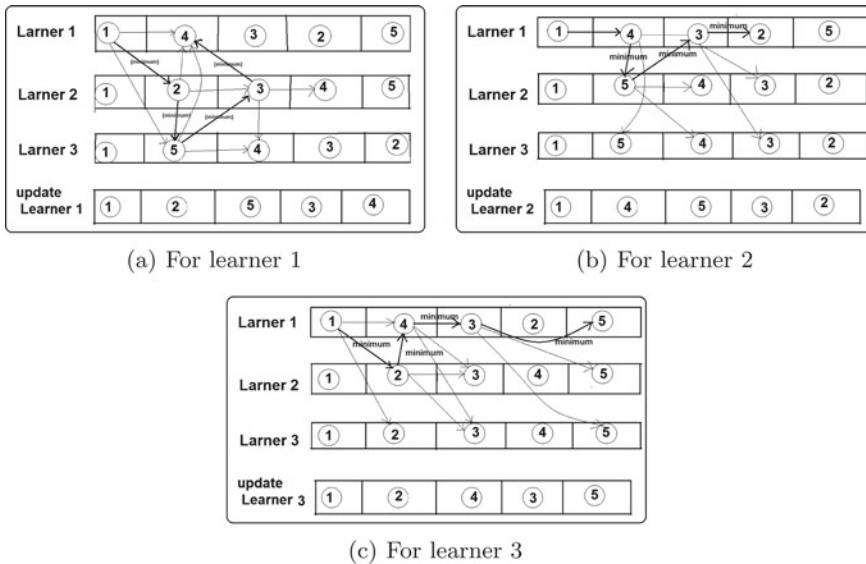 Larner 1 1 4 3 2 5
(minimum)
Larner 2 1 2 3 4 5
(minimum) (minimum)
Larner 3 1 5 4 3 2
update
Learner 1 1 2 5 3 4
(a) For learner 1
minimum
Larner 1 1 4 3 2 5
minimum minimum
Larner 2 1 5 4 3 2
Larner 3 1 5 4 3 2
update
Learner 2 1 4 5 3 2
(b) For learner 2
minimum
Larner 1 1 4 3 2 5
minimum minimum minimum
Larner 2 1 2 3 4 5
Larner 3 1 2 3 4 5
update
Learner 3 1 2 4 3 5
(c) For learner 3